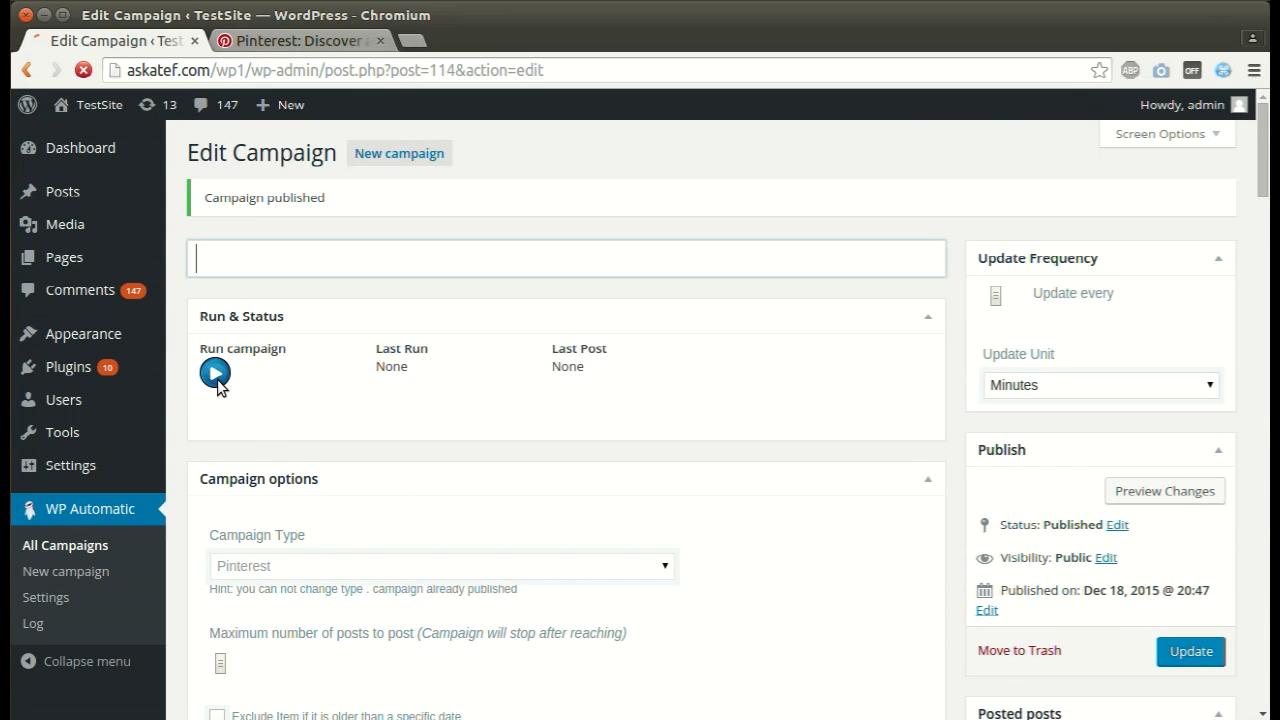 Edit Campaign ‹ TestSite — WordPress - Chromium
Edit Campaign ‹ Test
Pinterest: Discover
askatef.com/wp1/wp-admin/post.php?post=114&action=edit
ABP
OFF
TestSite
13
147
New
Howdy, admin
Screen Options
Dashboard
Posts
Media
Pages
Comments 147
Appearance
Plugins 10
Users
Tools
Settings
WP Automatic
All Campaigns
New campaign
Settings
Log
Collapse menu
Edit Campaign
New campaign
Campaign published
Run & Status
Run campaign
Last Run
None
Last Post
None
Campaign options
Campaign Type
Pinterest
Hint: you can not change type . campaign already published
Maximum number of posts to post (Campaign will stop after reaching)
Exclude Item if it is older than a specific date
Update Frequency
Update every
Update Unit
Minutes
Publish
Preview Changes
Status: Published Edit
Visibility: Public Edit
Published on: Dec 18, 2015 @ 20:47
Edit
Move to Trash
Update
Posted posts